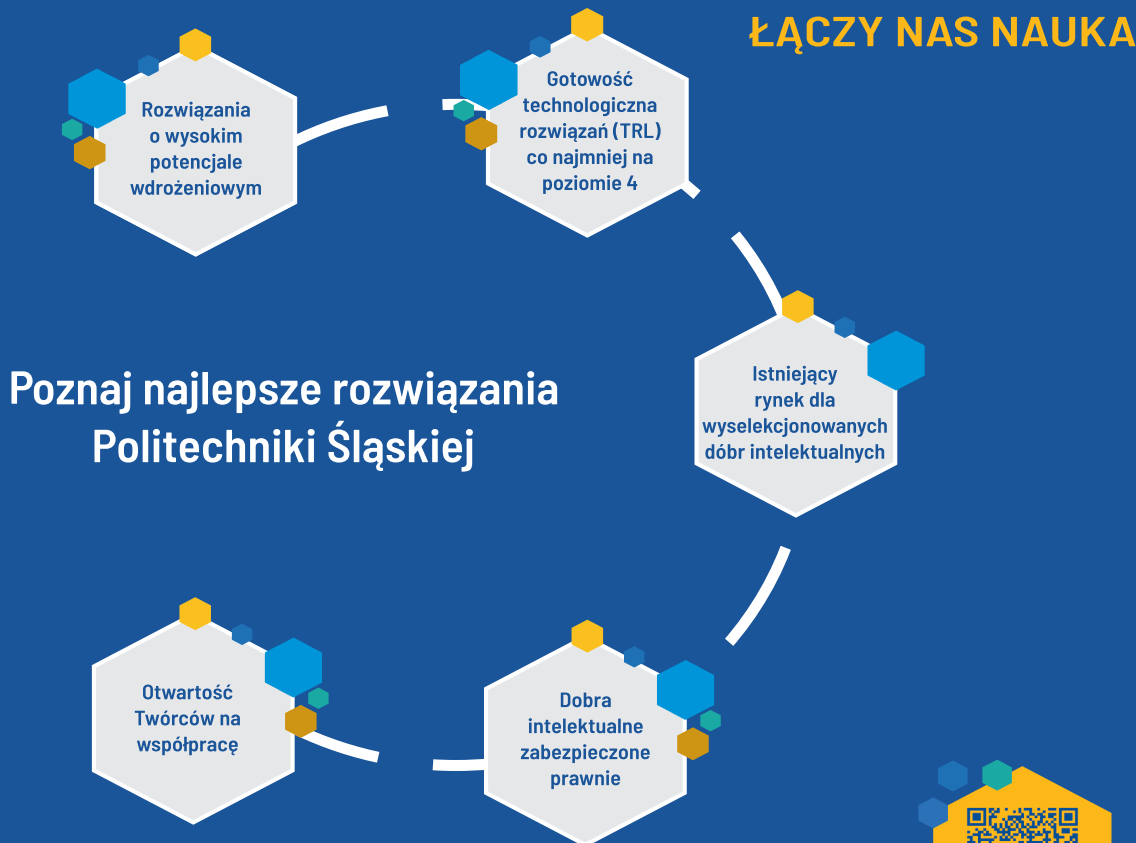 ŁĄCZY NAS NAUKA
Rozwiązania
o wysokim
potencjale
wdrożeniowym
Gotowość
technologiczna
rozwiązań (TRL)
co najmniej na
poziomie 4
Istniejący
rynek dla
wyselekcjonowanych
dóbr intelektualnych
Poznaj najlepsze rozwiązania
Politechniki Śląskiej
Otwartość
Twórców na
współpracę
Dobra
intelektualne
zabezpieczone
prawnie